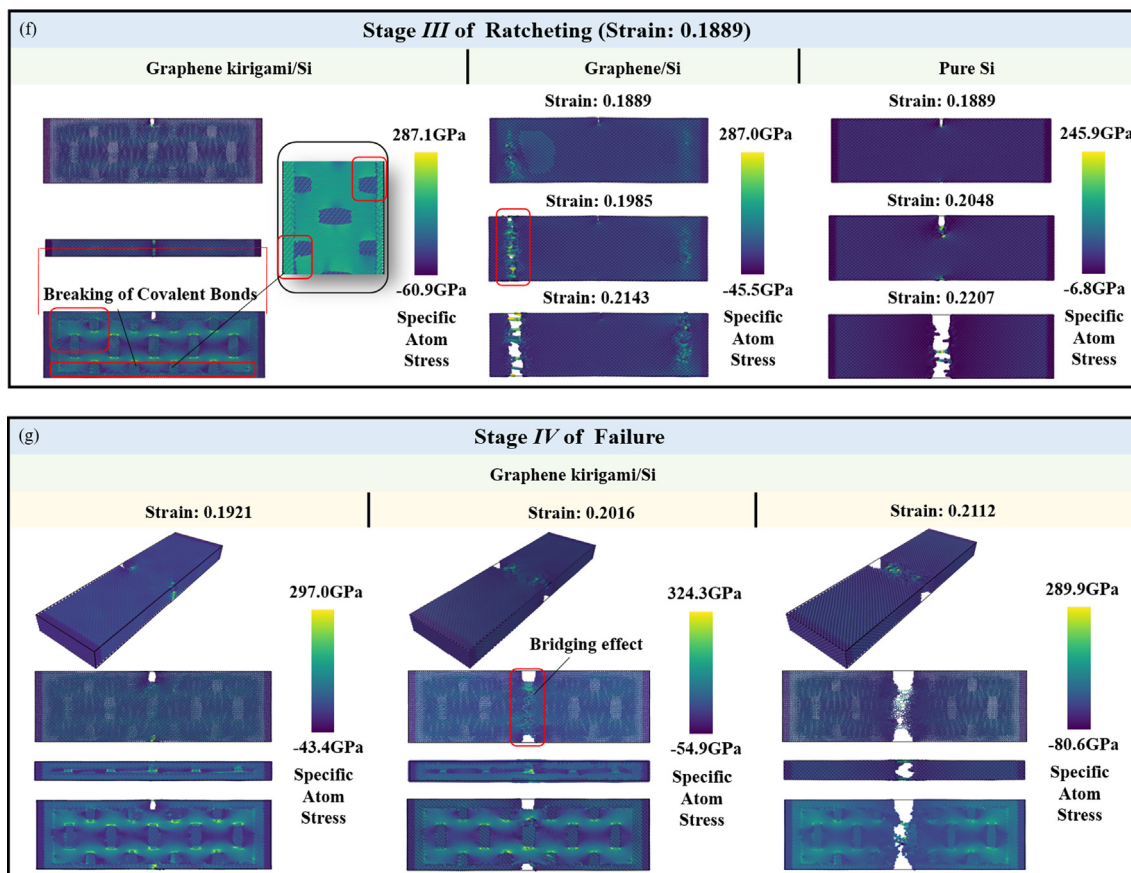 (f)
Stage III of Ratcheting (Strain: 0.1889)
Graphene kirigami/Si
Graphene/Si
Pure Si
Strain: 0.1889
Strain: 0.1889
287.1GPa
287.0GPa
245.9GPa
Strain: 0.1985
Strain: 0.2048
Breaking of Covalent Bonds
-60.9GPa
-45.5GPa
-6.8GPa
Strain: 0.2143
Strain: 0.2207
Specific
Atom
Stress
Specific
Atom
Stress
Specific
Atom
Stress
(g)
Stage IV of Failure
Graphene kirigami/Si
Strain: 0.1921
Strain: 0.2016
Strain: 0.2112
297.0GPa
324.3GPa
289.9GPa
Bridging effect
-43.4GPa
-54.9GPa
-80.6GPa
Specific
Atom
Stress
Specific
Atom
Stress
Specific
Atom
Stress